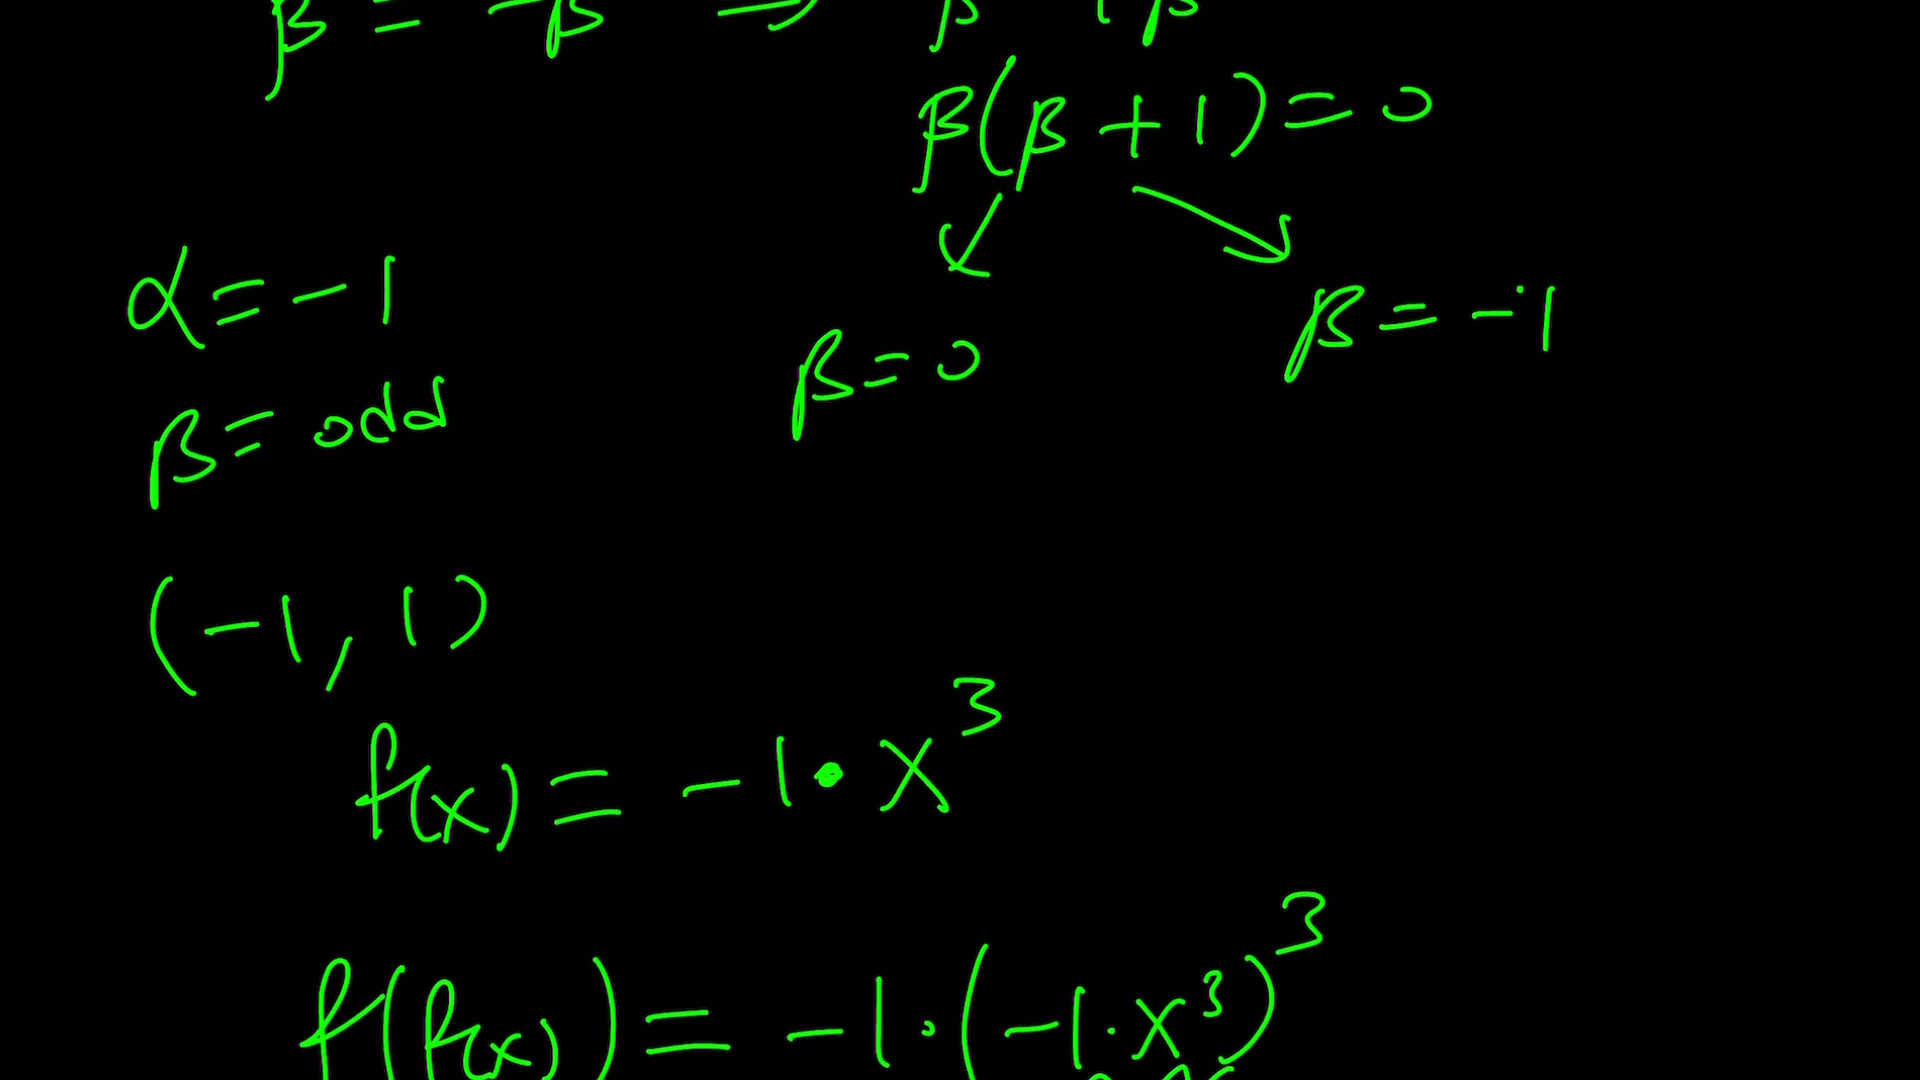 β = -β ⇒ β + β
β(β + 1) = 0
α = -1
β = 0
β = -1
β = odd
(-1, 1)
f(x) = -1 · x³
f(f(x)) = -1 · (-1 · x³)³